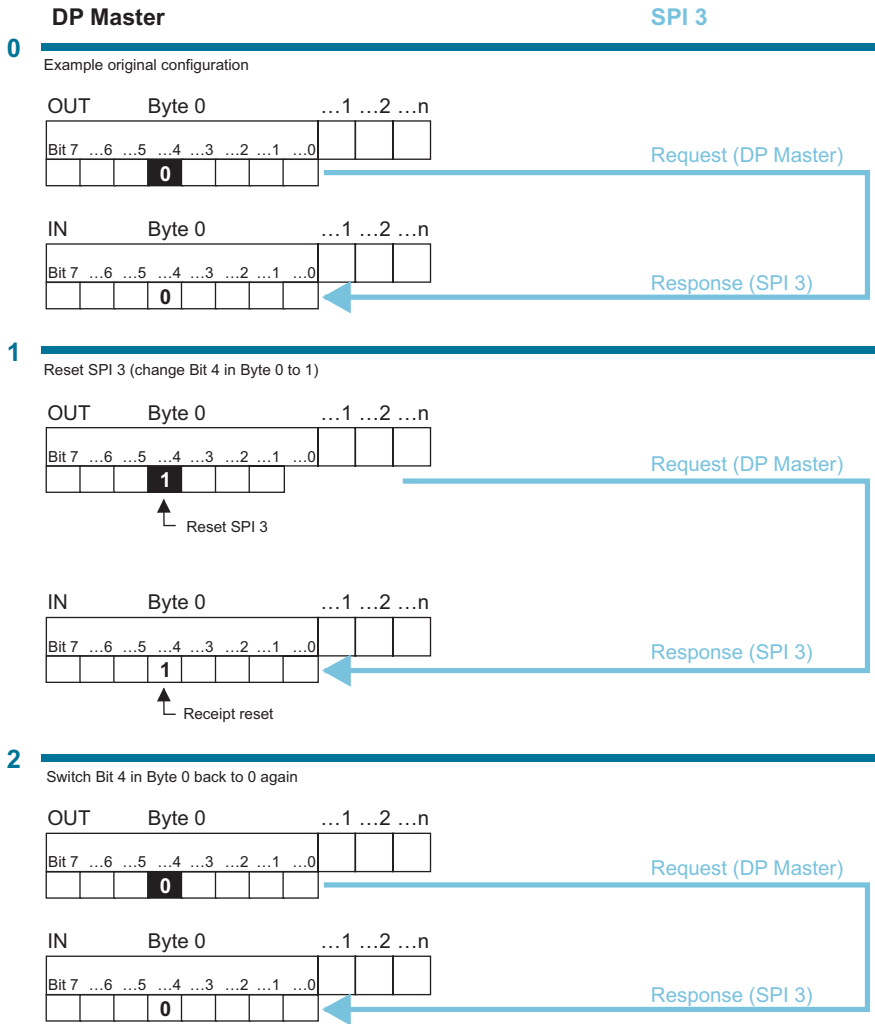 DP Master SPI 3
0
Example original configuration
OUT Byte 0 …1 …2 …n
Bit 7 …6 …5 …4 …3 …2 …1 …0
Request (DP Master)
0
IN Byte 0 …1 …2 …n
Bit 7 …6 …5 …4 …3 …2 …1 …0
Response (SPI 3)
0
1
Reset SPI 3 (change Bit 4 in Byte 0 to 1)
OUT Byte 0 …1 …2 …n
Bit 7 …6 …5 …4 …3 …2 …1 …0
Request (DP Master)
1
Reset SPI 3
IN Byte 0 …1 …2 …n
Bit 7 …6 …5 …4 …3 …2 …1 …0
Response (SPI 3)
1
Receipt reset
2
Switch Bit 4 in Byte 0 back to 0 again
OUT Byte 0 …1 …2 …n
Bit 7 …6 …5 …4 …3 …2 …1 …0
Request (DP Master)
0
IN Byte 0 …1 …2 …n
Bit 7 …6 …5 …4 …3 …2 …1 …0
Response (SPI 3)
0